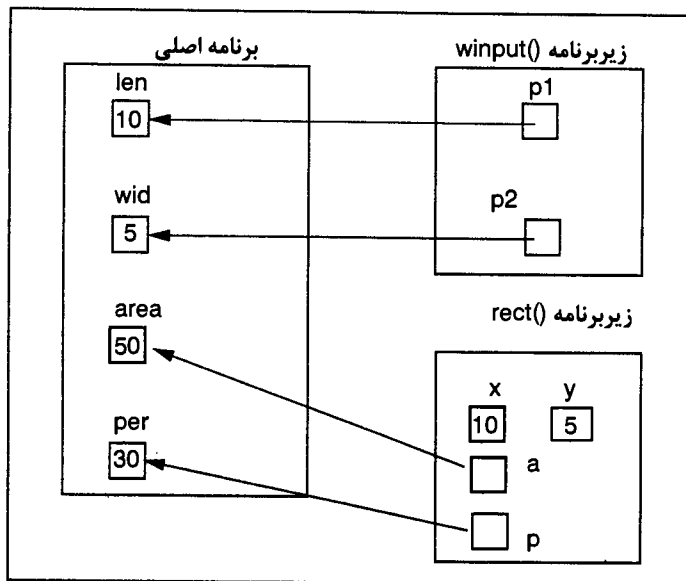 برنامه اصلی
len
10
wid
5
area
50
per
30
زیربرنامه winput()
p1
p2
زیربرنامه rect()
x y
10 5
a
p